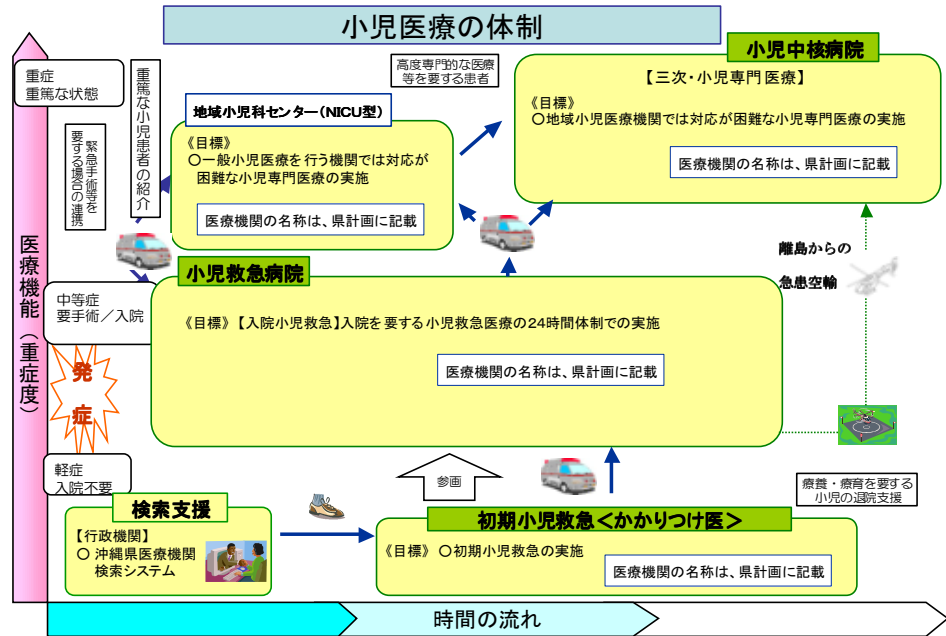 小児医療の体制
小児中核病院
【三次・小児専門医療】
《目標》
〇地域小児医療機関では対応が困難な小児専門医療の実施
医療機関の名称は、県計画に記載
高度専門的な医療
等を要する患者
重症
重篤な状態
重篤な小児患者の紹介
緊急手術等を
要する場合の連携
地域小児科センター(NICU型)
《目標》
〇一般小児医療を行う機関では対応が
困難な小児専門医療の実施
医療機関の名称は、県計画に記載
離島からの
急患空輸
医療機能(重症度)
小児救急病院
中等症
要手術/入院
《目標》【入院小児救急】入院を要する小児救急医療の24時間体制での実施
医療機関の名称は、県計画に記載
発
症
軽症
入院不要
参画
療養・療育を要する
小児の退院支援
検索支援
【行政機関】
〇 沖縄県医療機関
検索システム
初期小児救急<かかりつけ医>
《目標》 〇初期小児救急の実施
医療機関の名称は、県計画に記載
時間の流れ